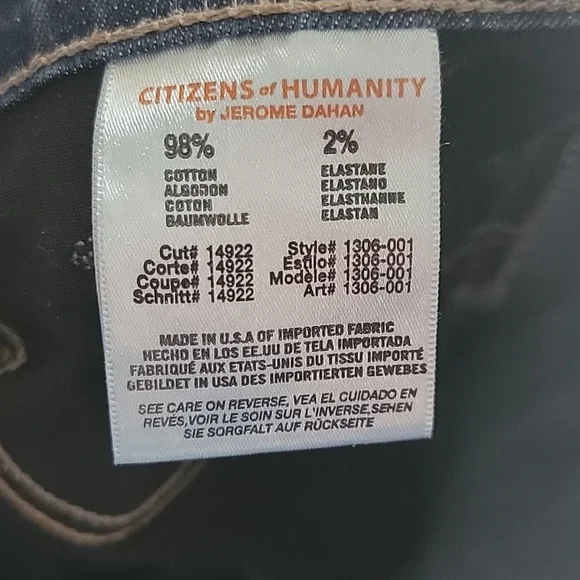 CITIZENS of HUMANITY
by JEROME DAHAN
98% 2%
COTTON ELASTANE
ALGODON ELASTANO
COTON ELASTHANNE
BAUMWOLLE ELASTAN
Cut# 14922 Style# 1306-001
Corte# 14922 Estilo# 1306-001
Coupe# 14922 Modèle# 1306-001
Schnitt# 14922 Art# 1306-001
MADE IN U.S.A OF IMPORTED FABRIC
HECHO EN LOS EE.UU DE TELA IMPORTADA
FABRIQUÉ AUX ETATS-UNIS DU TISSU IMPORTÉ
GEBILDET IN USA DES IMPORTIERTEN GEWEBES
SEE CARE ON REVERSE, VEA EL CUIDADO EN
REVÉS,VOIR LE SOIN SUR L'INVERSE,SEHEN
SIE SORGFALT AUF RÜCKSEITE